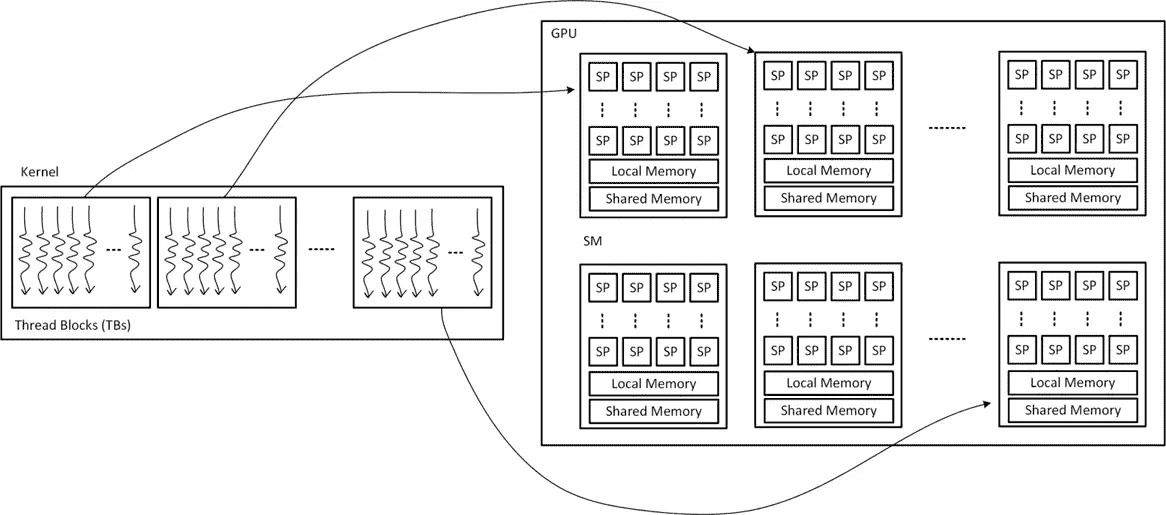 GPU
SP SP SP SP SP SP SP SP SP SP SP SP
SP SP SP SP SP SP SP SP SP SP SP SP
Local Memory Local Memory Local Memory
Shared Memory Shared Memory Shared Memory
Kernel
Thread Blocks (TBs)
SM
SP SP SP SP SP SP SP SP SP SP SP SP
SP SP SP SP SP SP SP SP SP SP SP SP
Local Memory Local Memory Local Memory
Shared Memory Shared Memory Shared Memory